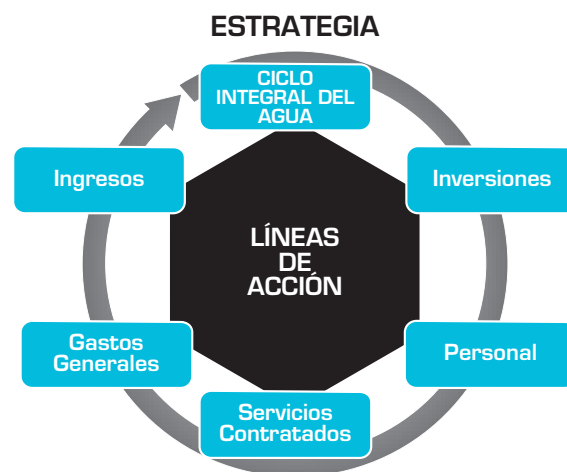 ESTRATEGIA
CICLO
INTEGRAL DEL
AGUA
Inversiones
Personal
Servicios
Contratados
Gastos
Generales
Ingresos
LÍNEAS
DE
ACCIÓN